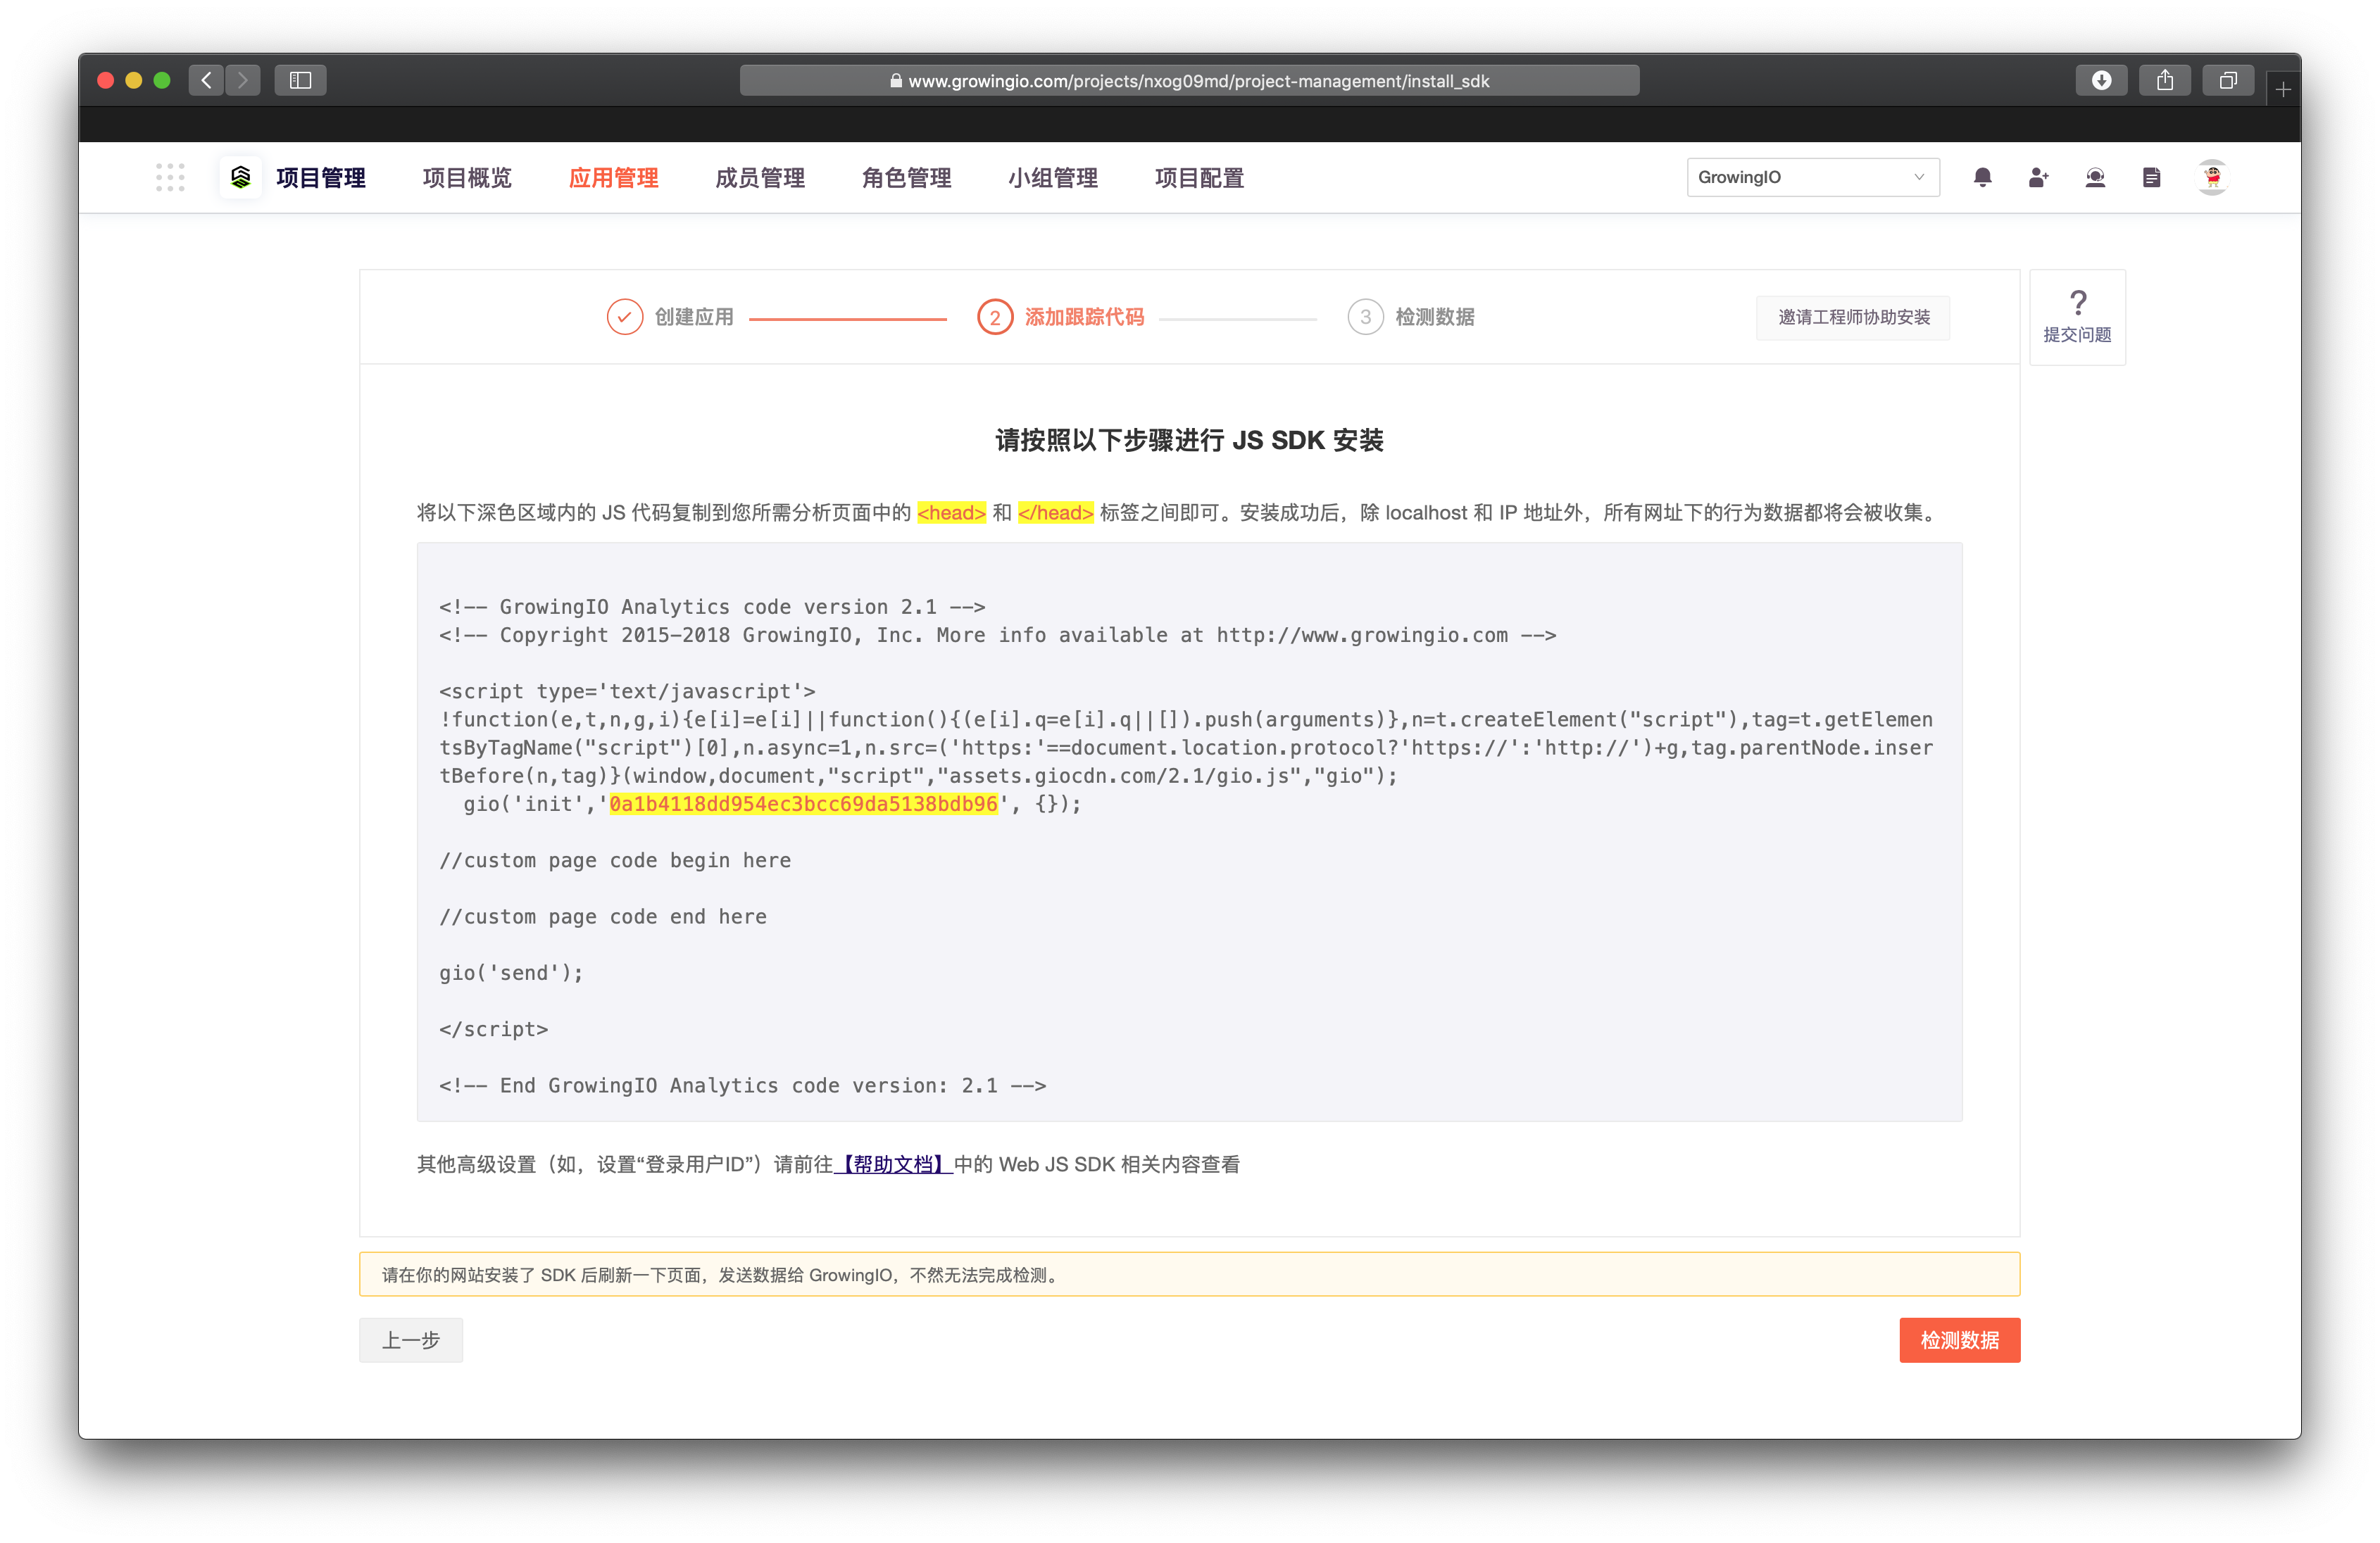 www.growingio.com/projects/nxog09md/project-management/install_sdk
项目管理 项目概览 应用管理 成员管理 角色管理 小组管理 项目配置 GrowingIO
创建应用 2 添加跟踪代码 3 检测数据 邀请工程师协助安装
?
提交问题
请按照以下步骤进行 JS SDK 安装
将以下深色区域内的 JS 代码复制到您所需分析页面中的 <head> 和 </head> 标签之间即可。安装成功后，除 localhost 和 IP 地址外，所有网址下的行为数据都将会被收集。
<!-- GrowingIO Analytics code version 2.1 -->
<!-- Copyright 2015-2018 GrowingIO, Inc. More info available at http://www.growingio.com -->
<script type='text/javascript'>
!function(e,t,n,g,i){e[i]=e[i]||function(){(e[i].q=e[i].q||[]).push(arguments)},n=t.createElement("script"),tag=t.getElemen
tsByTagName("script")[0],n.async=1,n.src=('https:'==document.location.protocol?'https://':'http://')+g,tag.parentNode.inser
tBefore(n,tag)}(window,document,"script","assets.giocdn.com/2.1/gio.js","gio");
gio('init','0a1b4118dd954ec3bcc69da5138bdb96', {});
//custom page code begin here
//custom page code end here
gio('send');
</script>
<!-- End GrowingIO Analytics code version: 2.1 -->
其他高级设置（如，设置“登录用户ID”）请前往【帮助文档】中的 Web JS SDK 相关内容查看
请在你的网站安装了 SDK 后刷新一下页面，发送数据给 GrowingIO，不然无法完成检测。
上一步 检测数据